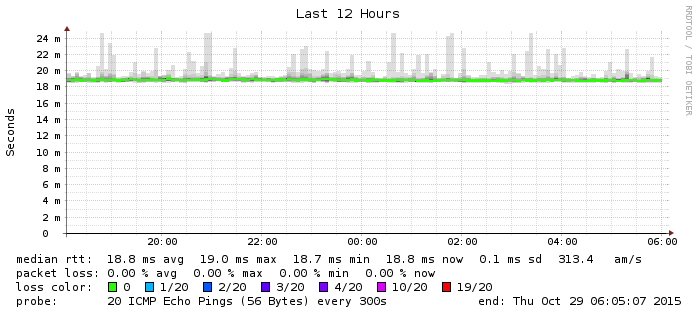 Last 12 Hours
RRDTOOL / TOBI OETIKER
Seconds
24 m
22 m
20 m
18 m
16 m
14 m
12 m
10 m
8 m
6 m
4 m
2 m
0
20:00 22:00 00:00 02:00 04:00 06:00
median rtt: 18.8 ms avg 19.0 ms max 18.7 ms min 18.8 ms now 0.1 ms sd 313.4 am/s
packet loss: 0.00 % avg 0.00 % max 0.00 % min 0.00 % now
loss color: 0 1/20 2/20 3/20 4/20 10/20 19/20
probe: 20 ICMP Echo Pings (56 Bytes) every 300s end: Thu Oct 29 06:05:07 2015